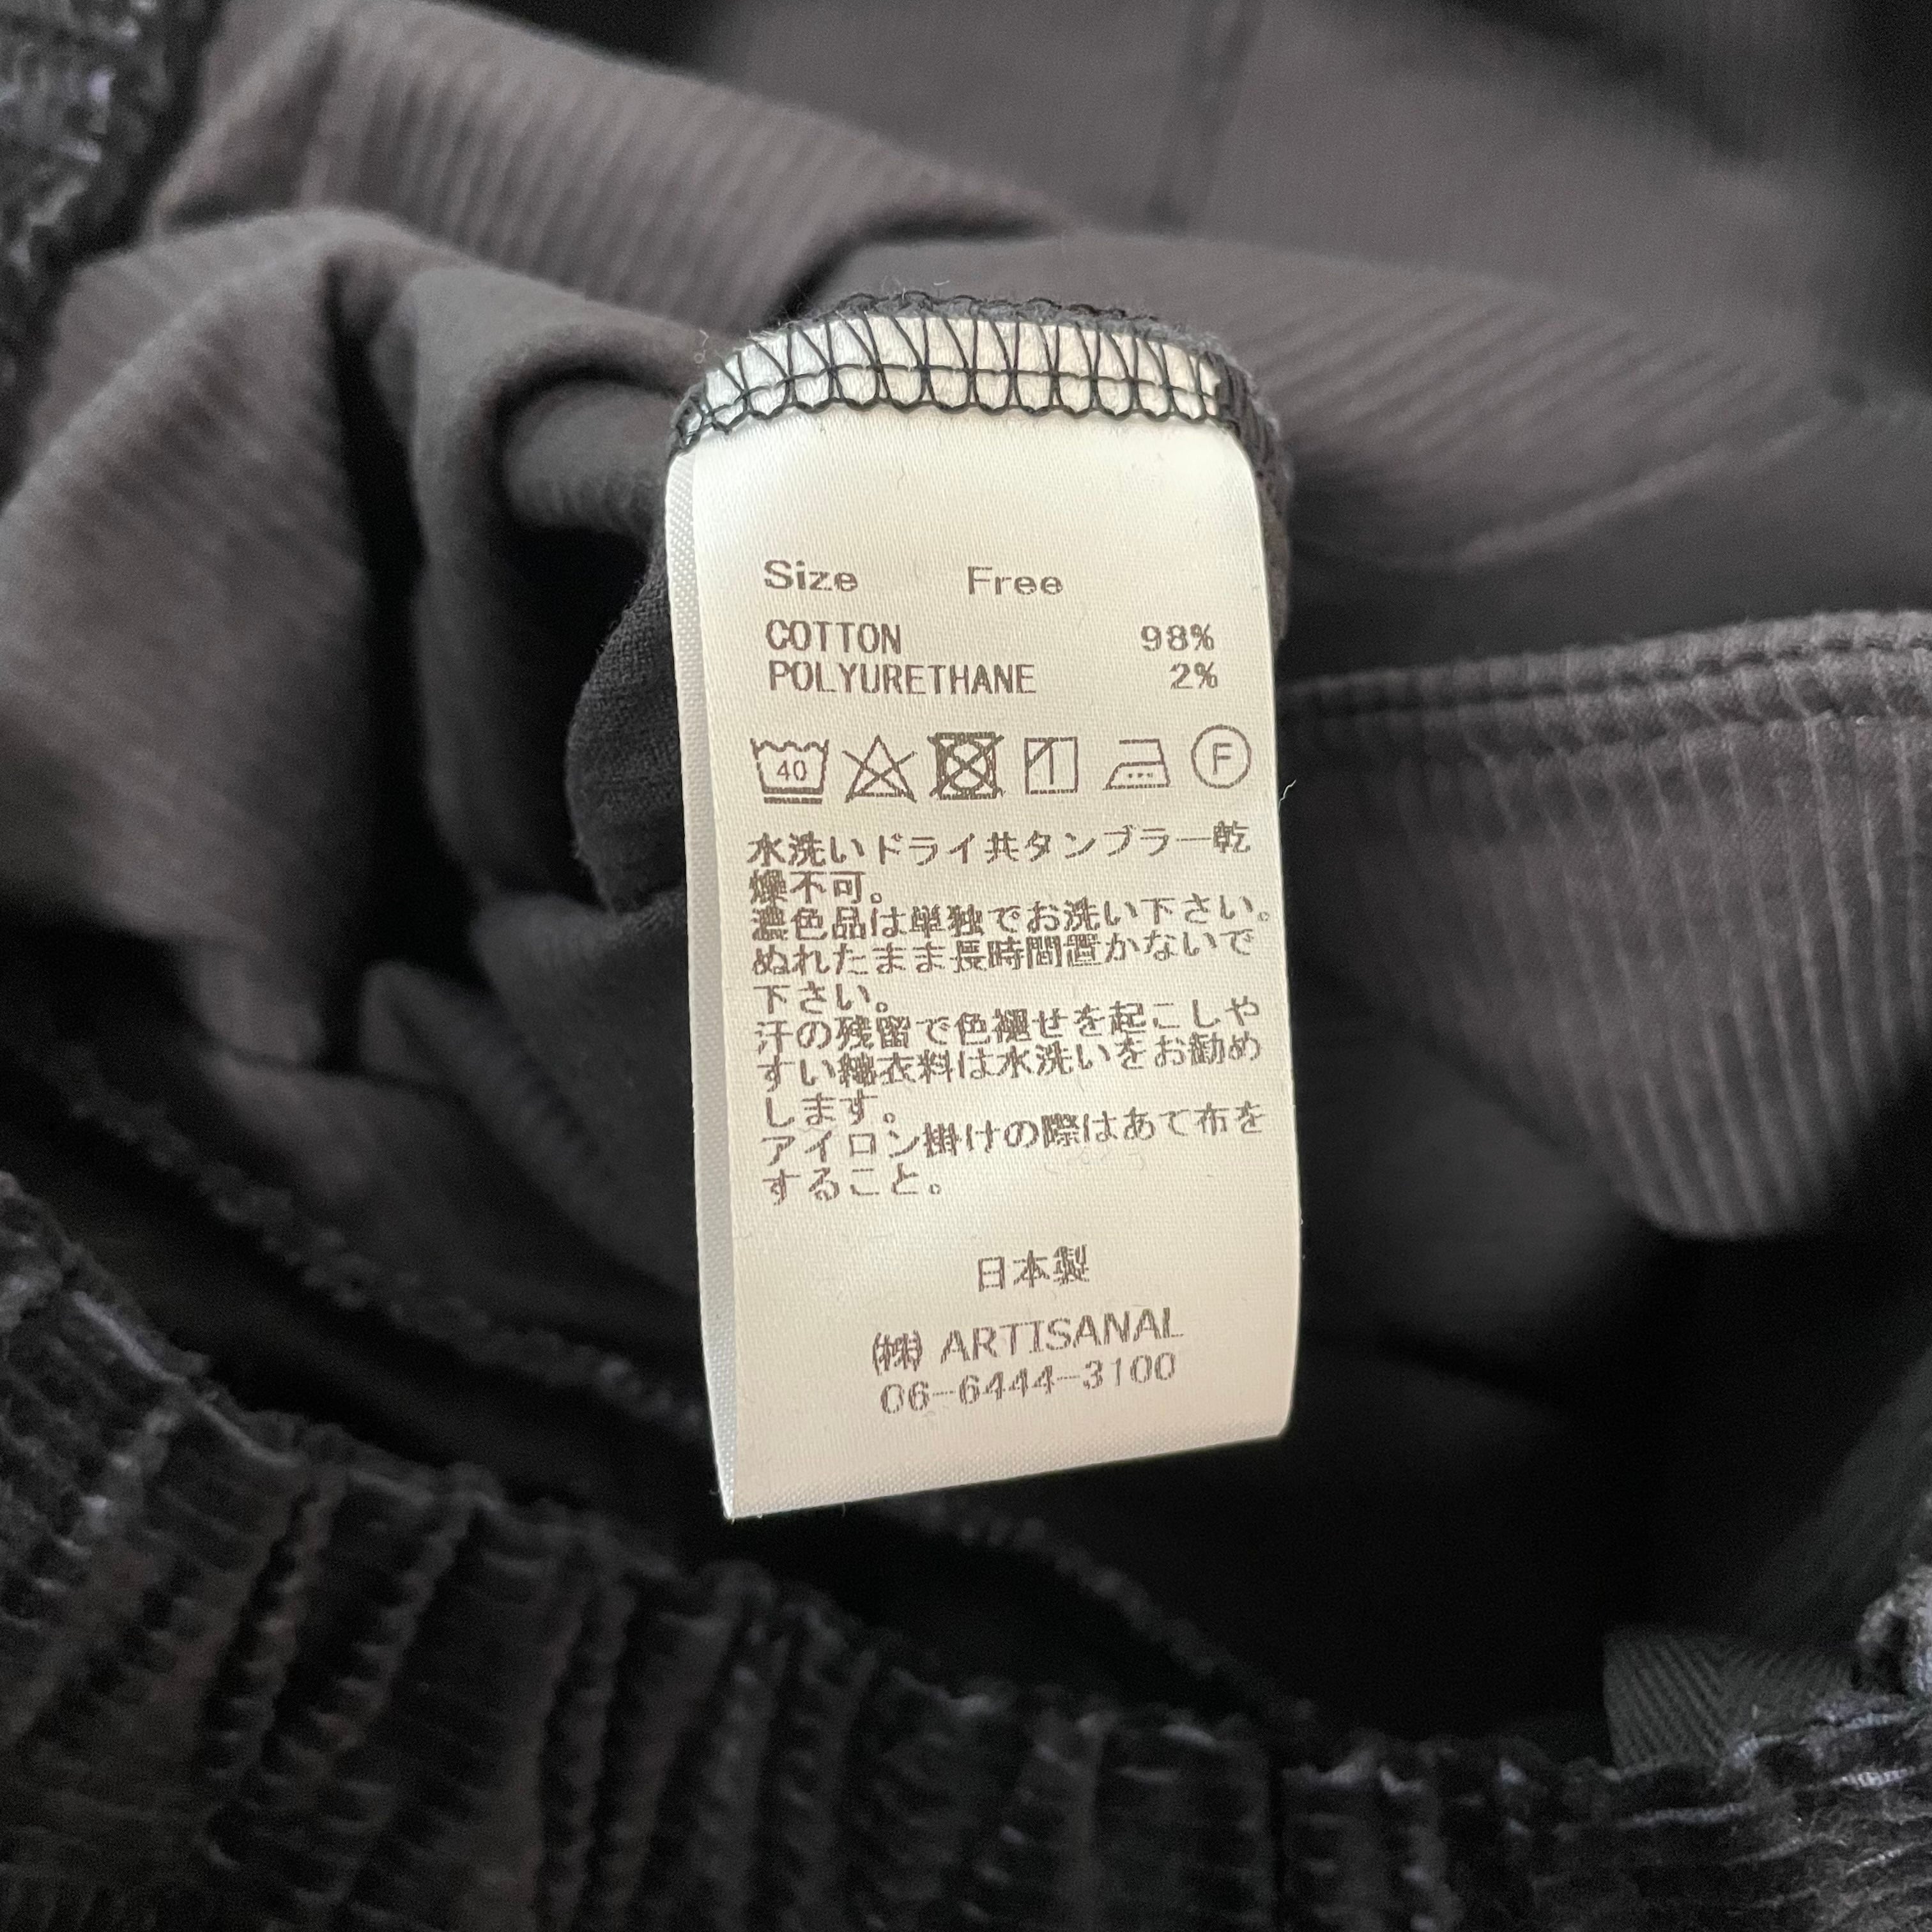 Size Free
COTTON 98%
POLYURETHANE 2%
40 F
水洗いドライ共タンブラー乾
燥不可。
濃色品は単独でお洗い下さい。
ぬれたまま長時間置かないで
下さい。
汗の残留で色褪せを起こしや
すい綿衣料は水洗いをお勧め
します。
アイロン掛けの際はあて布を
すること。
日本製
㈱ ARTISANAL
06-6444-3100